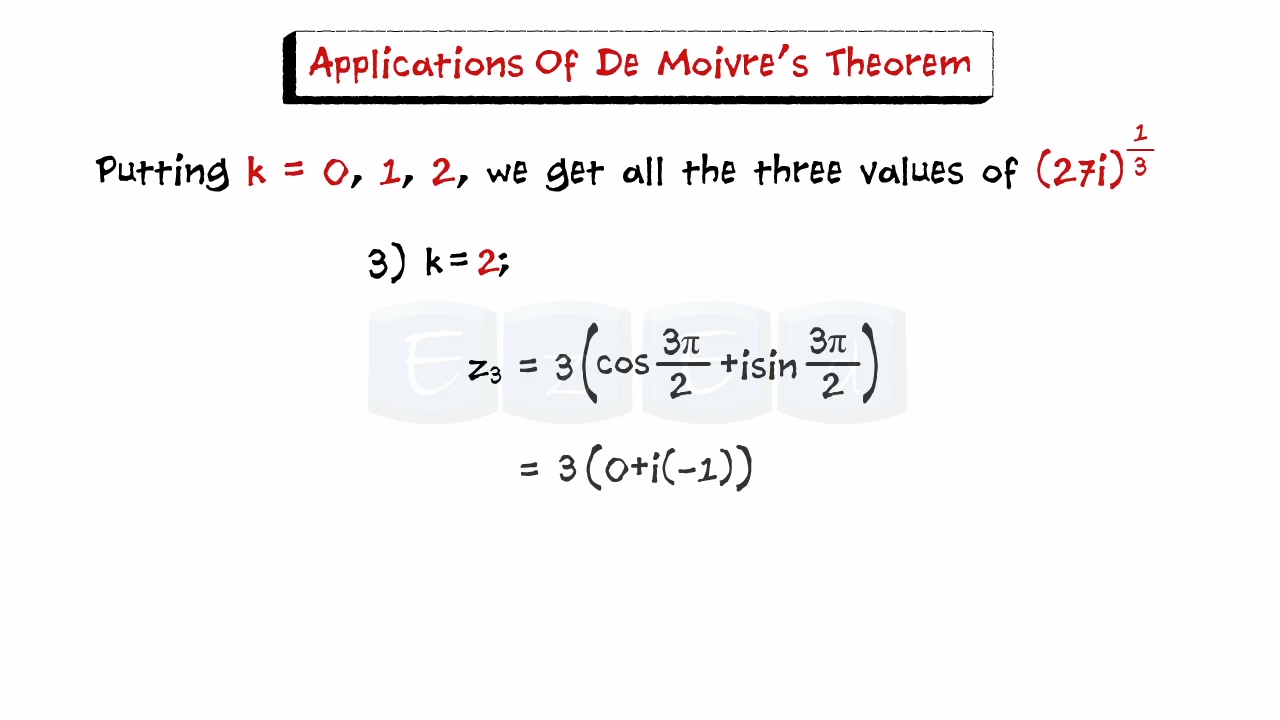 Applications Of De Moivre's Theorem
Putting k = 0, 1, 2, we get all the three values of (27i)^(1/3)
3) k = 2;
z₃ = 3(cos 3π/2 + isin 3π/2)
= 3(0+i(-1))